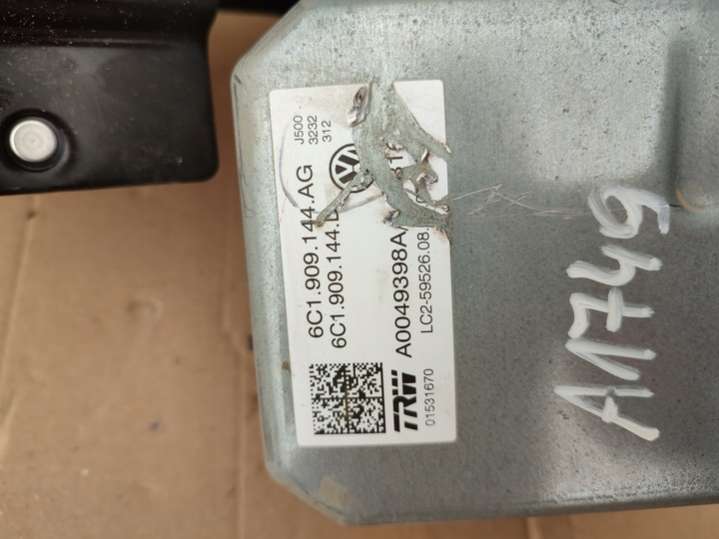 J500
3232
312
6C1.909.144.AG
6C1.909.144.
A0049398A
LC2-59526.08.
TRW
01531670
A1749